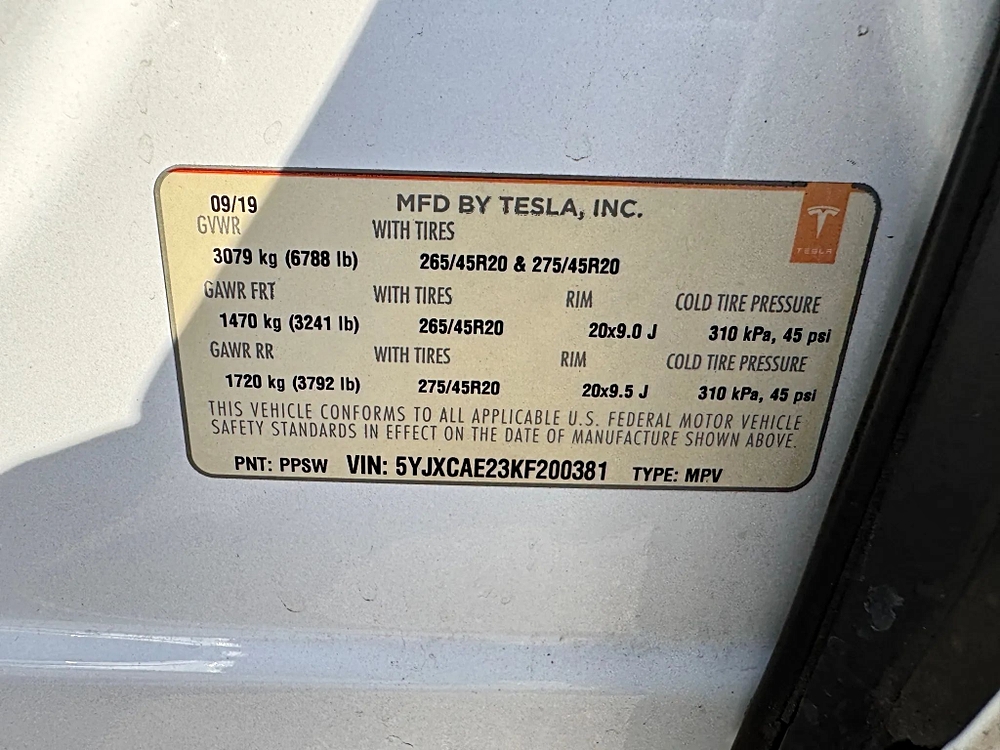 09/19 MFD BY TESLA, INC.
GVWR WITH TIRES
3079 kg (6788 lb) 265/45R20 & 275/45R20
TESLA
GAWR FRT WITH TIRES RIM COLD TIRE PRESSURE
1470 kg (3241 lb) 265/45R20 20x9.0 J 310 kPa, 45 psi
GAWR RR WITH TIRES RIM COLD TIRE PRESSURE
1720 kg (3792 lb) 275/45R20 20x9.5 J 310 kPa, 45 psi
THIS VEHICLE CONFORMS TO ALL APPLICABLE U.S. FEDERAL MOTOR VEHICLE
SAFETY STANDARDS IN EFFECT ON THE DATE OF MANUFACTURE SHOWN ABOVE.
PNT: PPSW VIN: 5YJXCAE23KF200381 TYPE: MPV